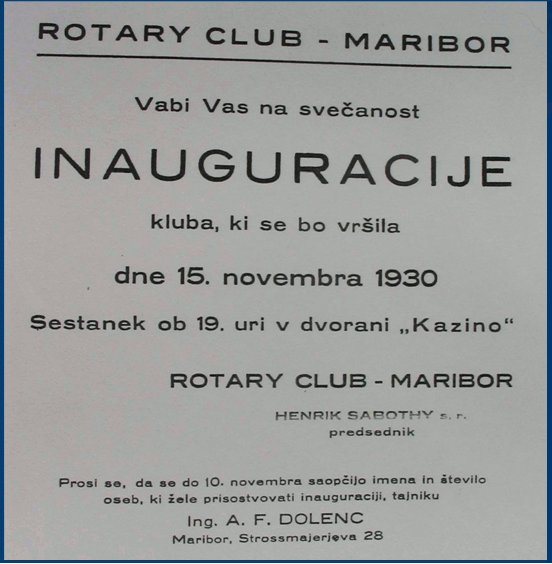 ROTARY CLUB - MARIBOR
Vabi Vas na svečanost
INAUGURACIJE
kluba, ki se bo vršila
dne 15. novembra 1930
Sestanek ob 19. uri v dvorani „Kazino“
ROTARY CLUB - MARIBOR
HENRIK SABOTHY s. r.
predsednik
Prosi se, da se do 10. novembra saopčijo imena in število
oseb, ki žele prisostvovati inauguraciji, tajniku
Ing. A. F. DOLENC
Maribor, Strossmajerjeva 28